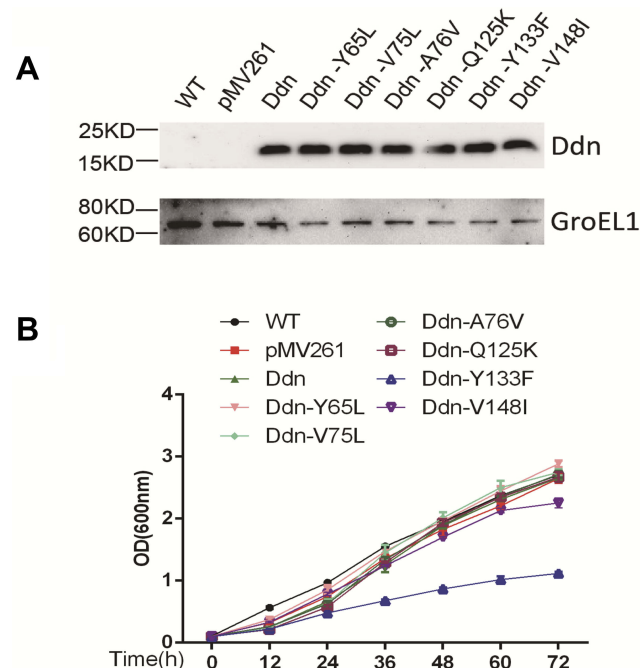 A
WT
pMV261
Ddn
Ddn -Y65L
Ddn -V75L
Ddn -A76V
Ddn -Q125K
Ddn -Y133F
Ddn -V148I
25KD
15KD
Ddn
80KD
60KD
GroEL1
B
WT
pMV261
Ddn
Ddn-Y65L
Ddn-V75L
Ddn-A76V
Ddn-Q125K
Ddn-Y133F
Ddn-V148I
OD(600nm)
4
3
2
1
0
Time(h)
0 12 24 36 48 60 72